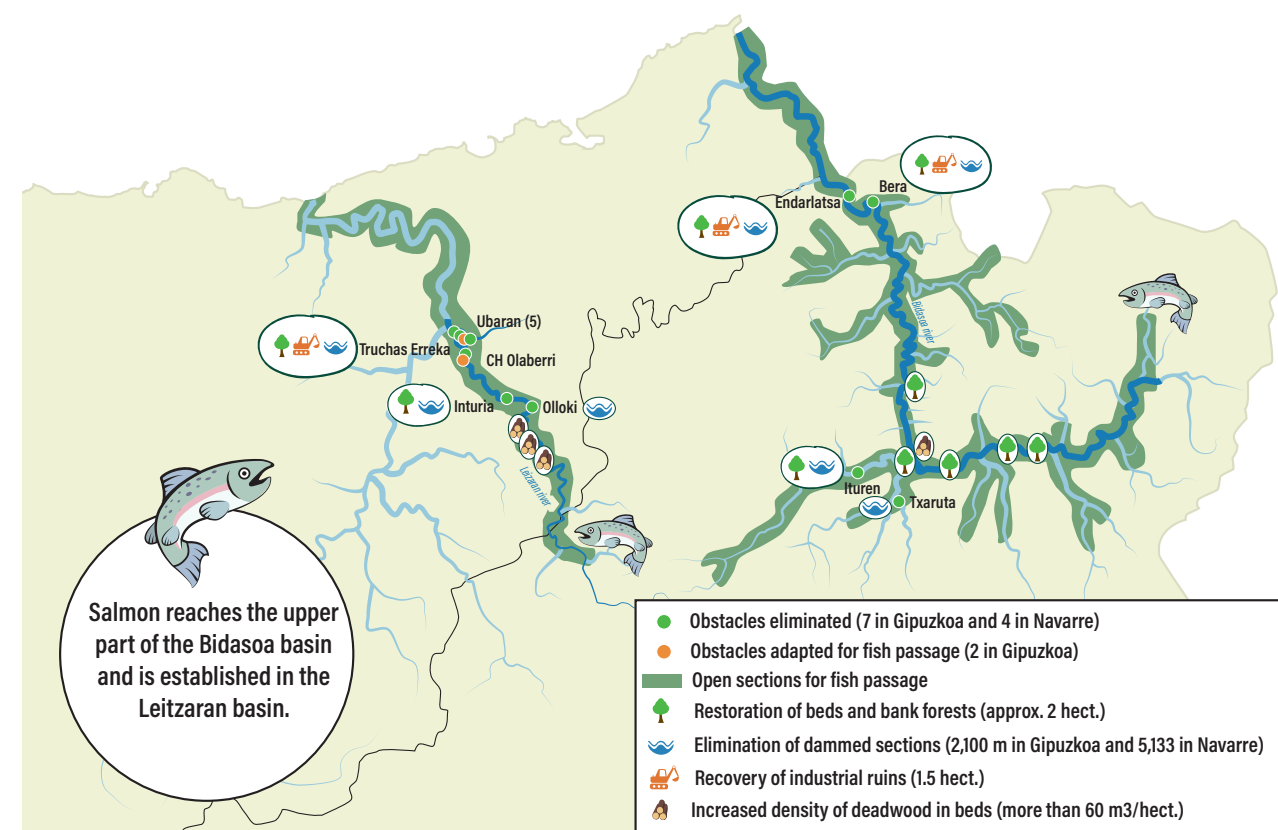 Bera
Endarlatsa
Bidasoa river
Ubaran (5)
Truchas Erreka
CH Olaberri
Inturia
Olloki
Leizaran river
Ituren
Txaruta
Salmon reaches the upper
part of the Bidasoa basin
and is established in the
Leitzaran basin.
Obstacles eliminated (7 in Gipuzkoa and 4 in Navarre)
Obstacles adapted for fish passage (2 in Gipuzkoa)
Open sections for fish passage
Restoration of beds and bank forests (approx. 2 hect.)
Elimination of dammed sections (2,100 m in Gipuzkoa and 5,133 in Navarre)
Recovery of industrial ruins (1.5 hect.)
Increased density of deadwood in beds (more than 60 m3/hect.)